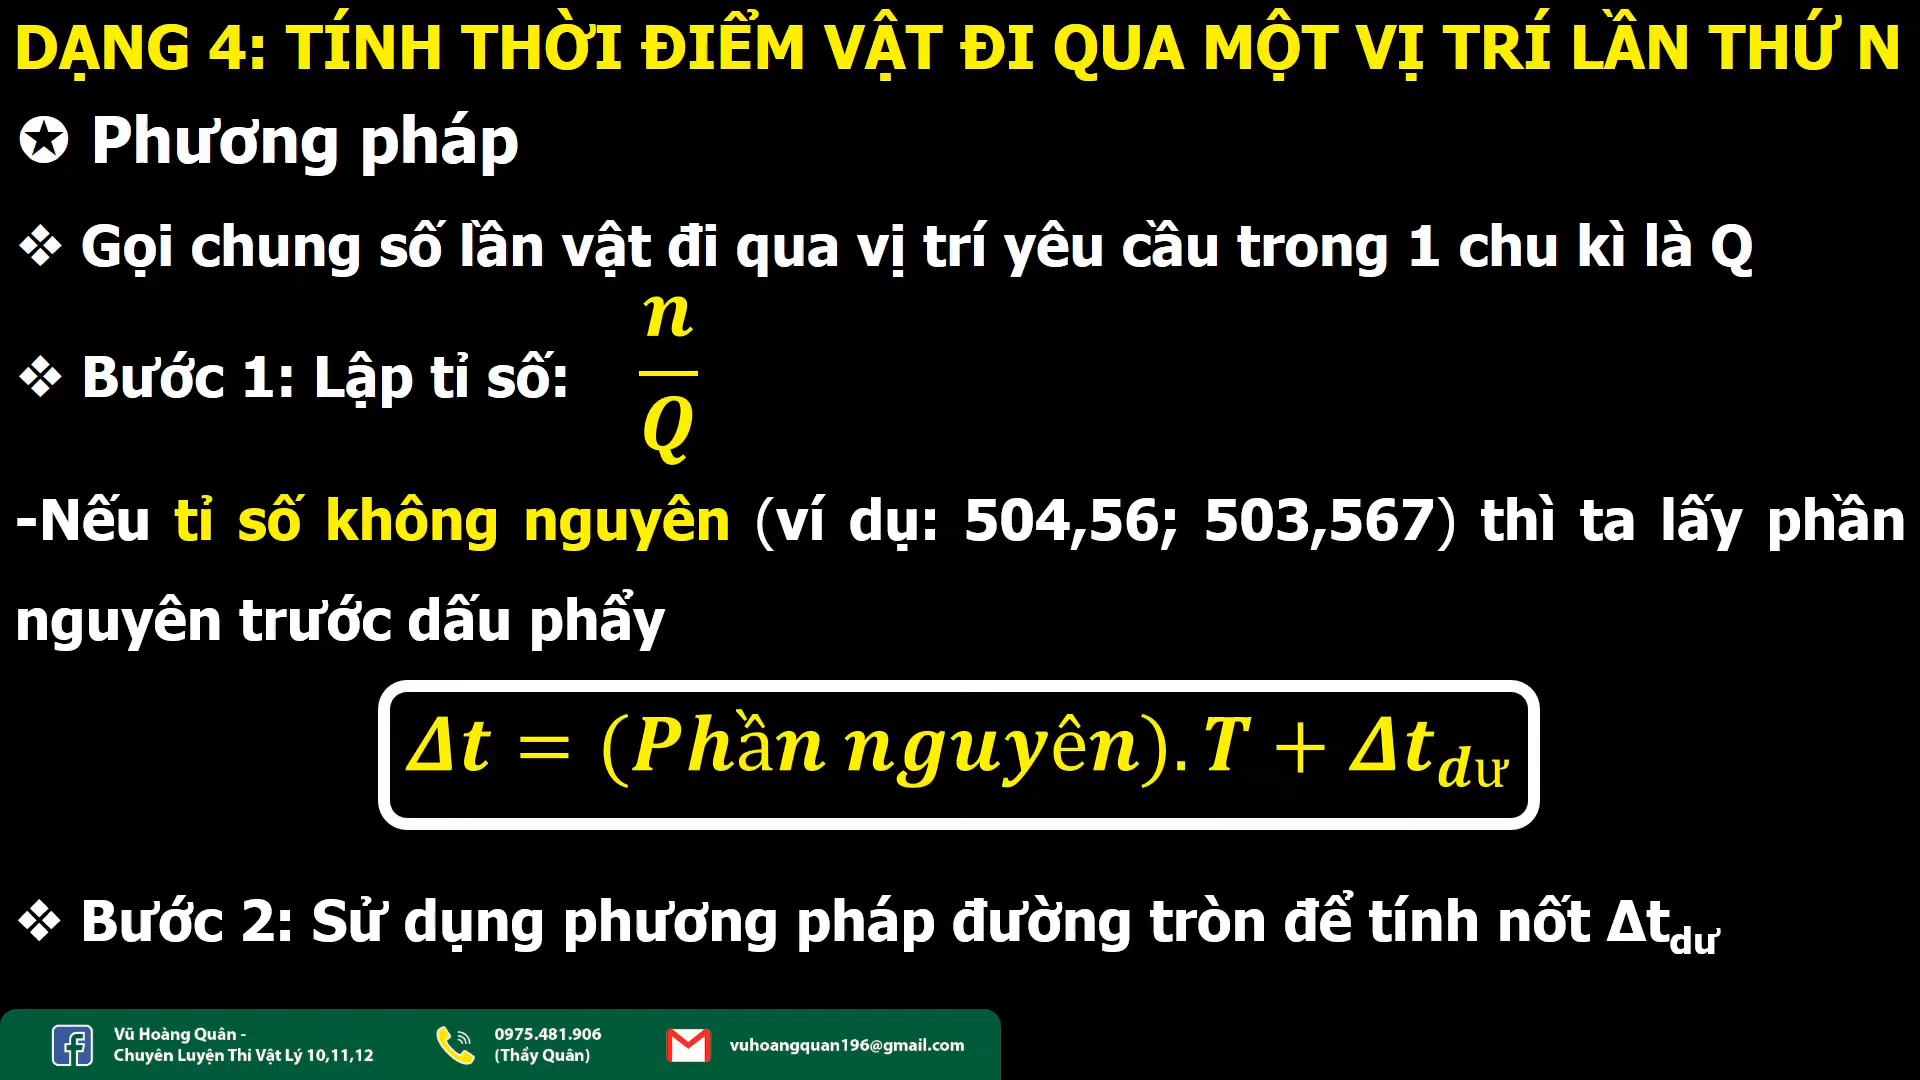 DẠNG 4: TÍNH THỜI ĐIỂM VẬT ĐI QUA MỘT VỊ TRÍ LẦN THỨ N
✪ Phương pháp
❖ Gọi chung số lần vật đi qua vị trí yêu cầu trong 1 chu kì là Q
❖ Bước 1: Lập tỉ số: n/Q
-Nếu tỉ số không nguyên (ví dụ: 504,56; 503,567) thì ta lấy phần
nguyên trước dấu phẩy
Δt = (Phần nguyên).T + Δt_dư
❖ Bước 2: Sử dụng phương pháp đường tròn để tính nốt Δt_dư
Vũ Hoàng Quân -
Chuyên Luyện Thi Vật Lý 10,11,12
0975.481.906
(Thầy Quân)
vuhoangquan196@gmail.com